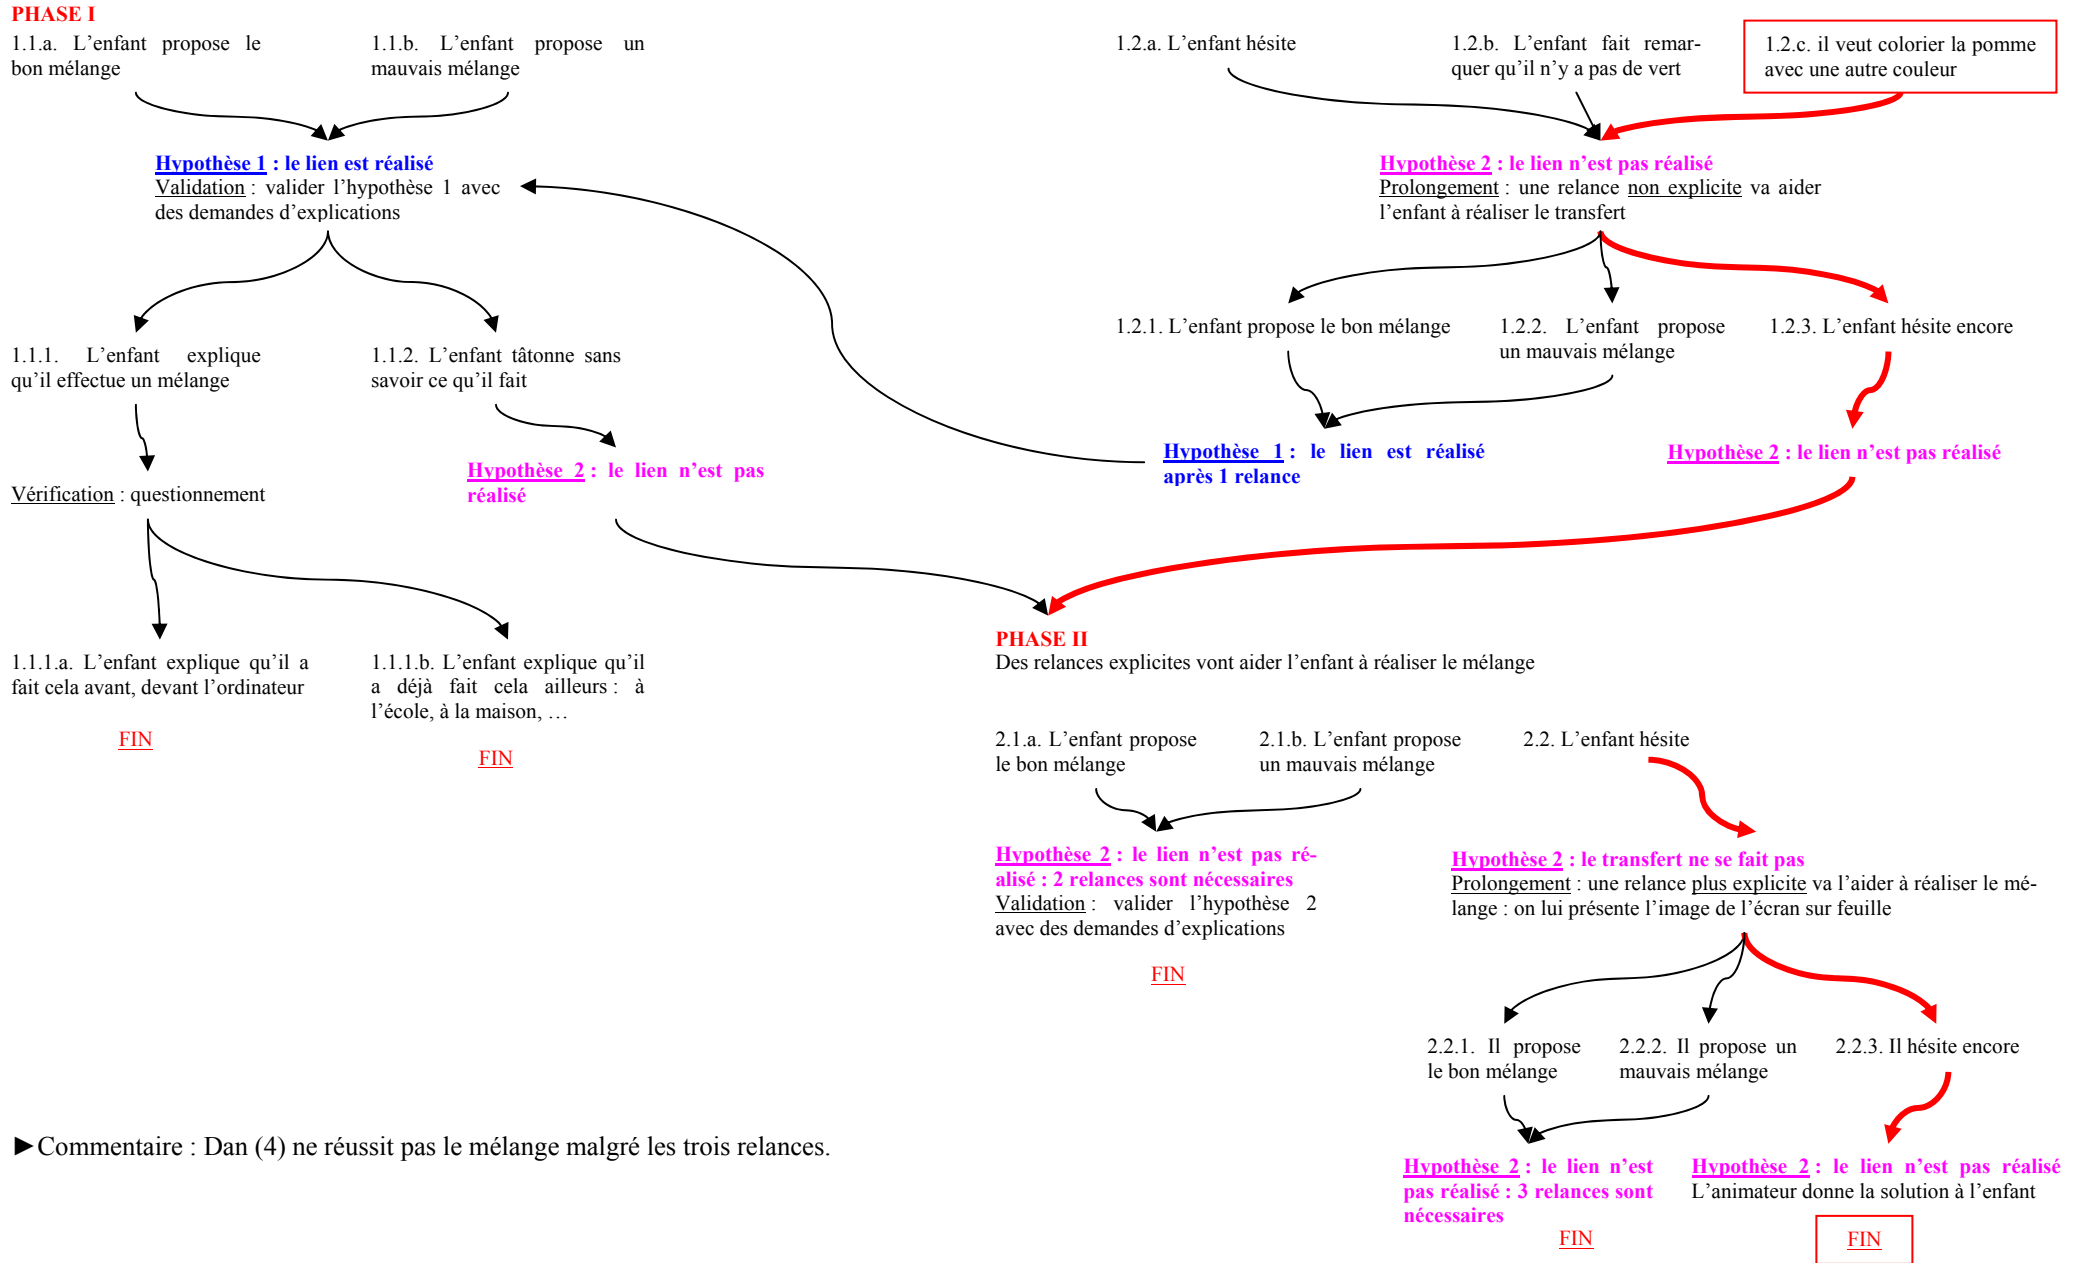 PHASE I
1.1.a. L’enfant propose le
bon mélange
1.1.b. L’enfant propose un
mauvais mélange
1.2.a. L’enfant hésite
1.2.b. L’enfant fait remar-
quer qu’il n’y a pas de vert
1.2.c. il veut colorier la pomme
avec une autre couleur
Hypothèse 1 : le lien est réalisé
Validation : valider l’hypothèse 1 avec
des demandes d’explications
Hypothèse 2 : le lien n’est pas réalisé
Prolongement : une relance non explicite va aider
l’enfant à réaliser le transfert
1.2.1. L’enfant propose le bon mélange
1.2.2. L’enfant propose
un mauvais mélange
1.2.3. L’enfant hésite encore
1.1.1. L’enfant explique
qu’il effectue un mélange
1.1.2. L’enfant tâtonne sans
savoir ce qu’il fait
Hypothèse 1 : le lien est réalisé
après 1 relance
Hypothèse 2 : le lien n’est pas réalisé
Vérification : questionnement
Hypothèse 2 : le lien n’est pas
réalisé
1.1.1.a. L’enfant explique qu’il a
fait cela avant, devant l’ordinateur
FIN
1.1.1.b. L’enfant explique qu’il
a déjà fait cela ailleurs : à
l’école, à la maison, …
FIN
PHASE II
Des relances explicites vont aider l’enfant à réaliser le mélange
2.1.a. L’enfant propose
le bon mélange
2.1.b. L’enfant propose
un mauvais mélange
2.2. L’enfant hésite
Hypothèse 2 : le lien n’est pas ré-
alisé : 2 relances sont nécessaires
Validation : valider l’hypothèse 2
avec des demandes d’explications
FIN
Hypothèse 2 : le transfert ne se fait pas
Prolongement : une relance plus explicite va l’aider à réaliser le mé-
lange : on lui présente l’image de l’écran sur feuille
2.2.1. Il propose
le bon mélange
2.2.2. Il propose un
mauvais mélange
2.2.3. Il hésite encore
►Commentaire : Dan (4) ne réussit pas le mélange malgré les trois relances.
Hypothèse 2 : le lien n’est
pas réalisé : 3 relances sont
nécessaires
FIN
Hypothèse 2 : le lien n’est pas réalisé
L’animateur donne la solution à l’enfant
FIN